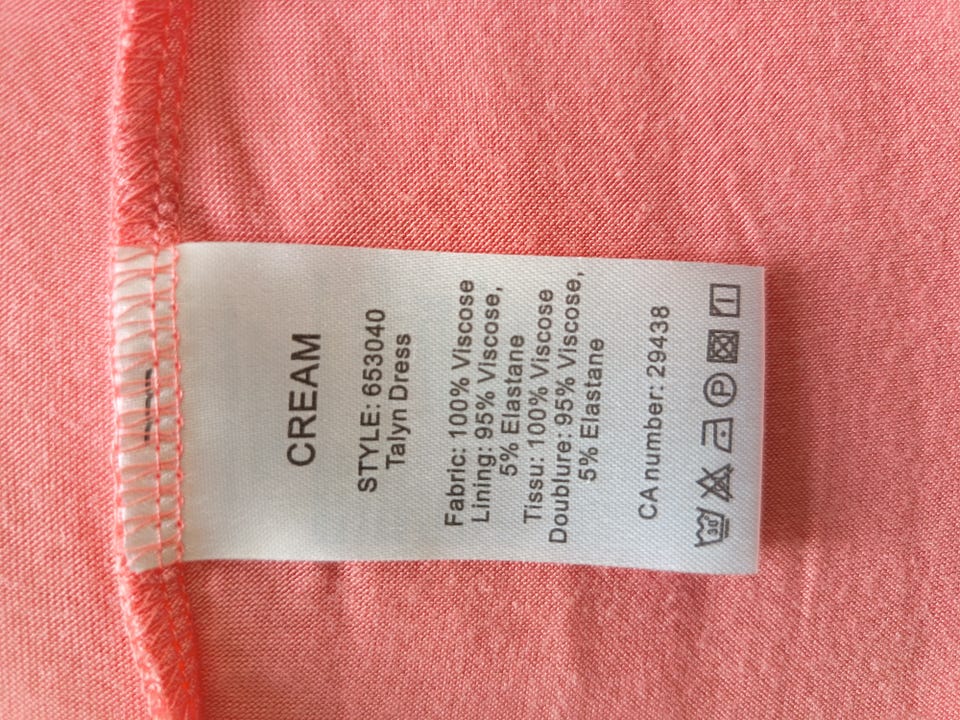 CREAM
STYLE: 653040
Talyn Dress
Fabric: 100% Viscose
Lining: 95% Viscose,
5% Elastane
Tissu: 100% Viscose
Doublure: 95% Viscose,
5% Elastane
CA number: 29438
30
P